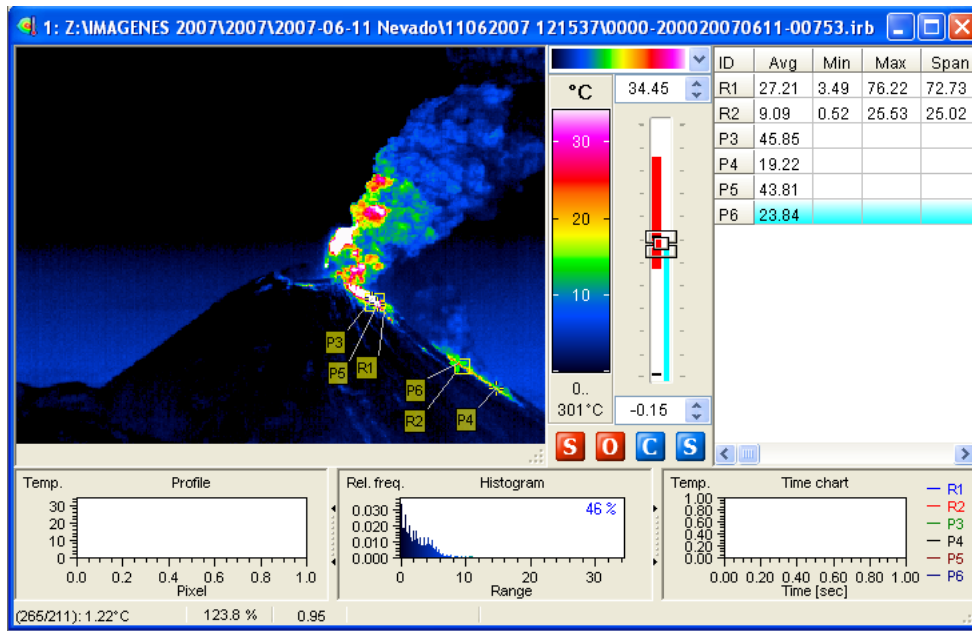 1: Z:\IMAGENES 2007\2007\2007-06-11 Nevado\11062007 121537\0000-200020070611-00753.irb
°C 34.45
30
20
10
0..
301°C -0.15
S O C S
ID Avg Min Max Span
R1 27.21 3.49 76.22 72.73
R2 9.09 0.52 25.53 25.02
P3 45.85
P4 19.22
P5 43.81
P6 23.84
P3
P5 R1
P6
R2 P4
Temp. Profile
30
20
10
0
0.0 0.2 0.4 0.6 0.8 1.0
Pixel
Rel. freq. Histogram
46 %
0.030
0.020
0.010
0.000
0 10 20 30
Range
Temp. Time chart
1.00
0.80
0.60
0.40
0.20
0.00
0.00 0.20 0.40 0.60 0.80 1.00
Time [sec]
R1
R2
P3
P4
P5
P6
(265/211): 1.22°C 123.8 % 0.95